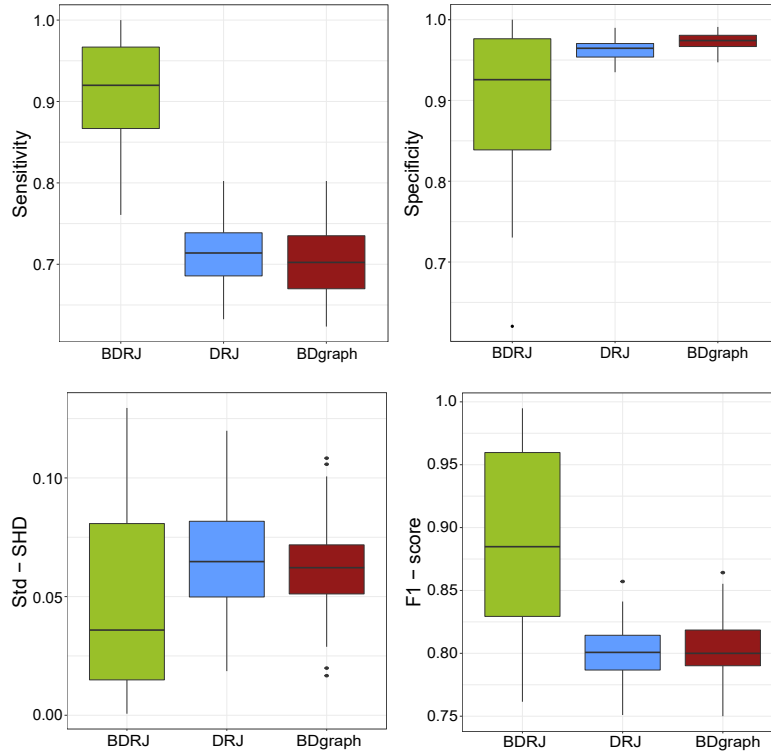 Sensitivity
1.0
0.9
0.8
0.7
BDRJ DRJ BDgraph
Specificity
1.0
0.9
0.8
0.7
BDRJ DRJ BDgraph
Std − SHD
0.10
0.05
0.00
BDRJ DRJ BDgraph
F1 − score
1.0
0.95
0.90
0.85
0.80
0.75
BDRJ DRJ BDgraph